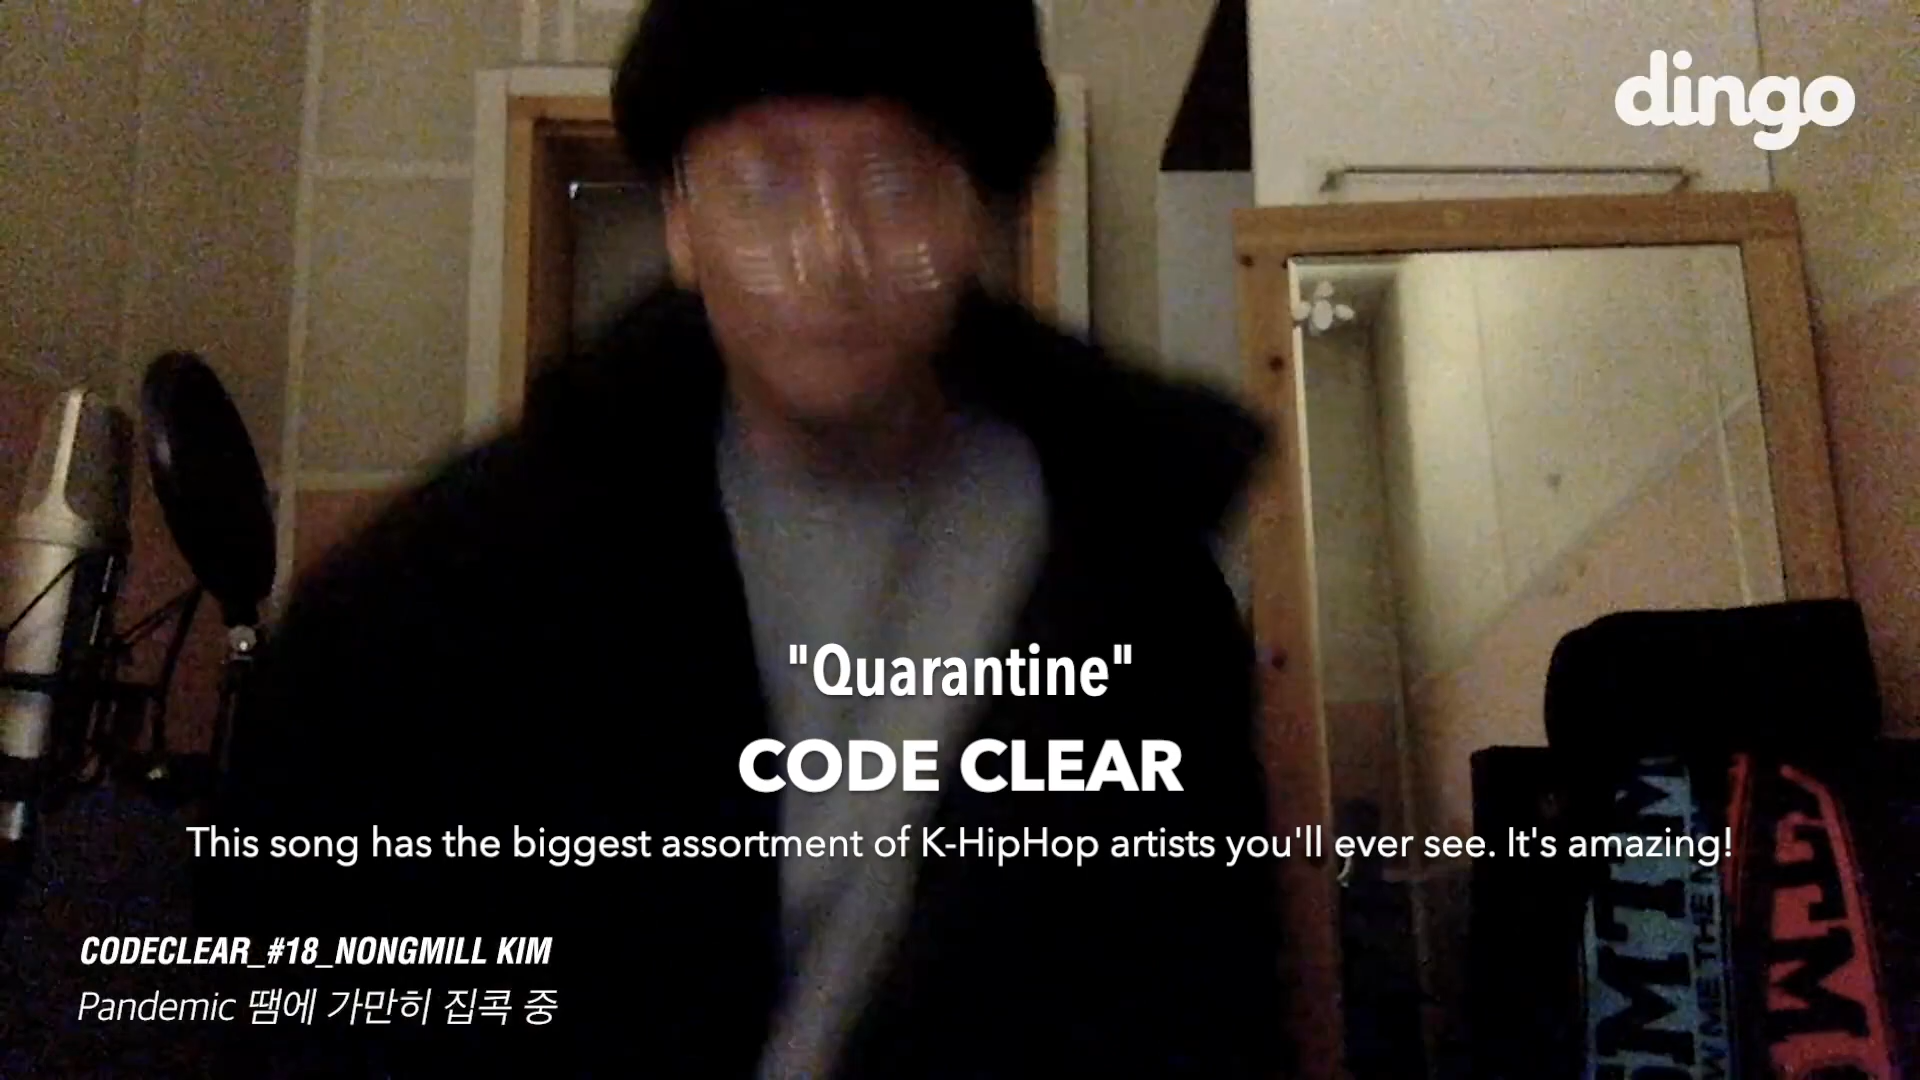 dingo
"Quarantine"
CODE CLEAR
This song has the biggest assortment of K-HipHop artists you'll ever see. It's amazing!
CODECLEAR_#18_NONGMILL KIM
Pandemic 땜에 가만히 집콕 중
SMTM